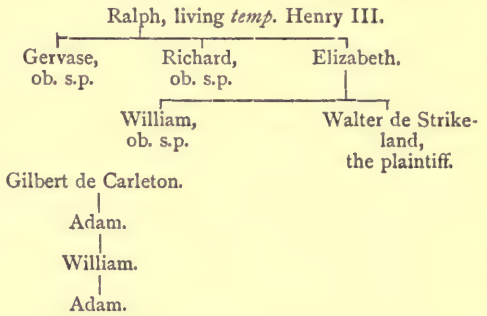 Ralph, living temp. Henry III.
Gervase, Richard, Elizabeth.
ob. s.p. ob. s.p.
William, Walter de Strike-
ob. s.p. land,
the plaintiff.
Gilbert de Carleton.
Adam.
William.
Adam.